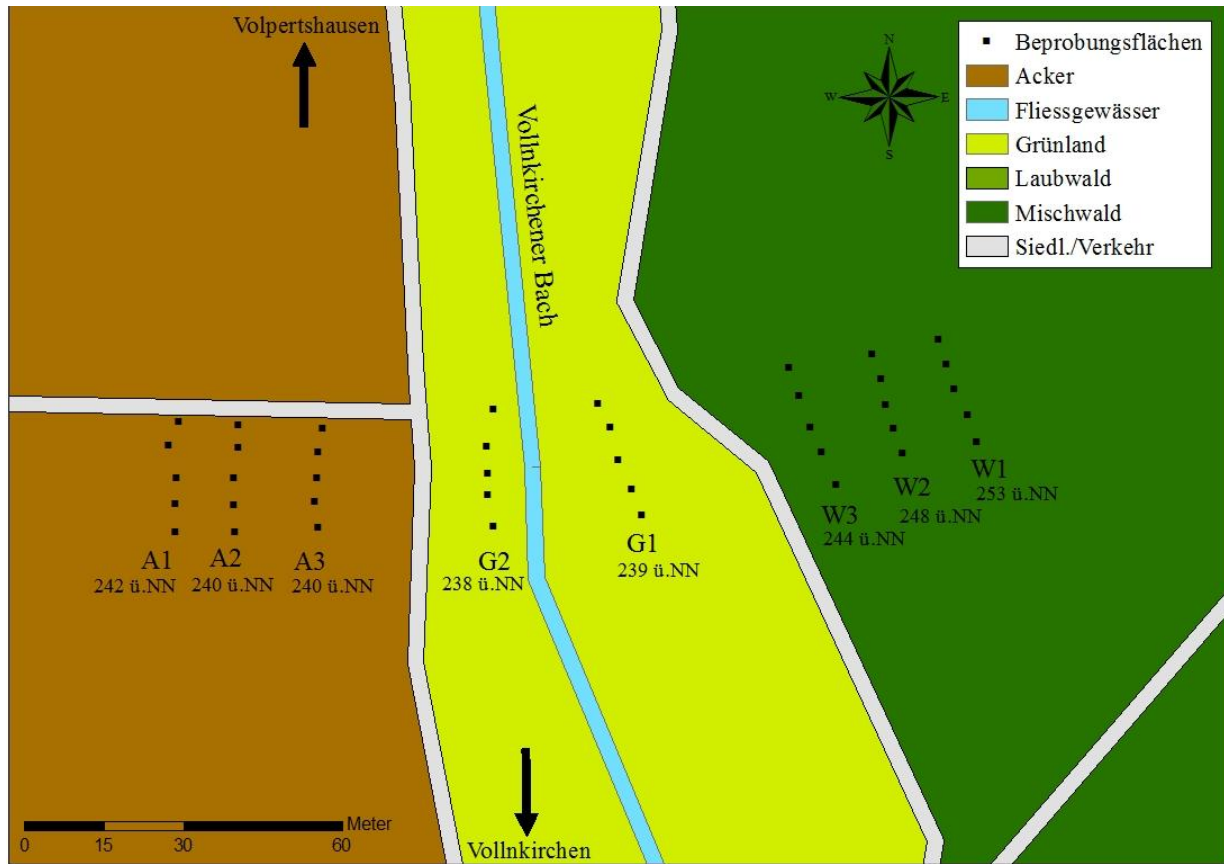 Volpertshausen
Vollnkirchener Bach
N
W
E
S
Beprobungsflächen
Acker
Fliessgewässer
Grünland
Laubwald
Mischwald
Siedl./Verkehr
A1
242 ü.NN
A2
240 ü.NN
A3
240 ü.NN
G2
238 ü.NN
G1
239 ü.NN
W3
244 ü.NN
W2
248 ü.NN
W1
253 ü.NN
Meter
0 15 30 60
Vollnkirchen